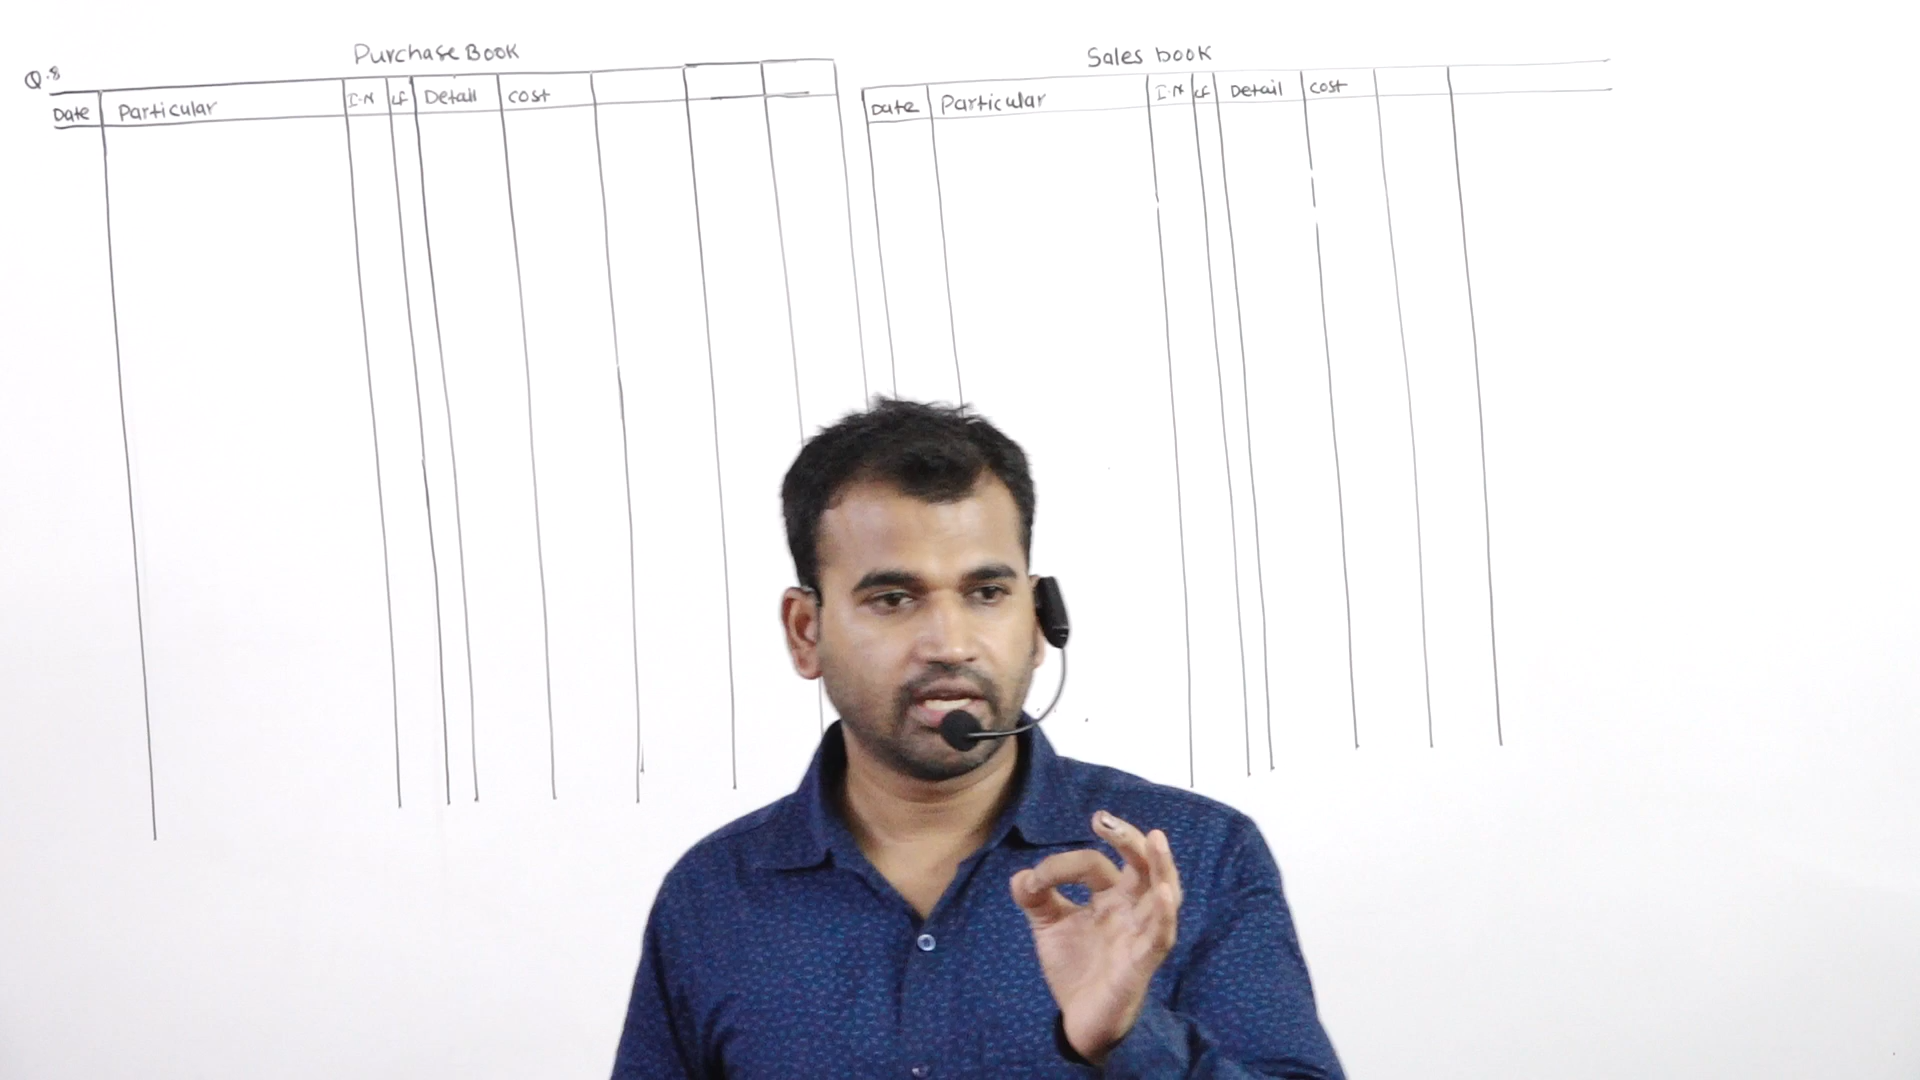 Q.8
Purchase Book
Date Particular I.N LF Detail Cost
Sales book
Date Particular I.N LF Detail Cost